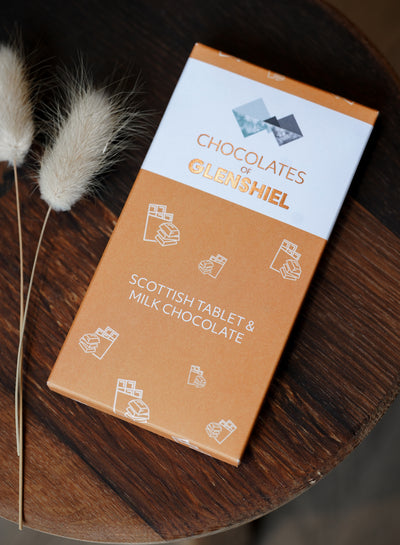 CHOCOLATES
OF
GLENSHIEL
SCOTTISH TABLET &
MILK CHOCOLATE